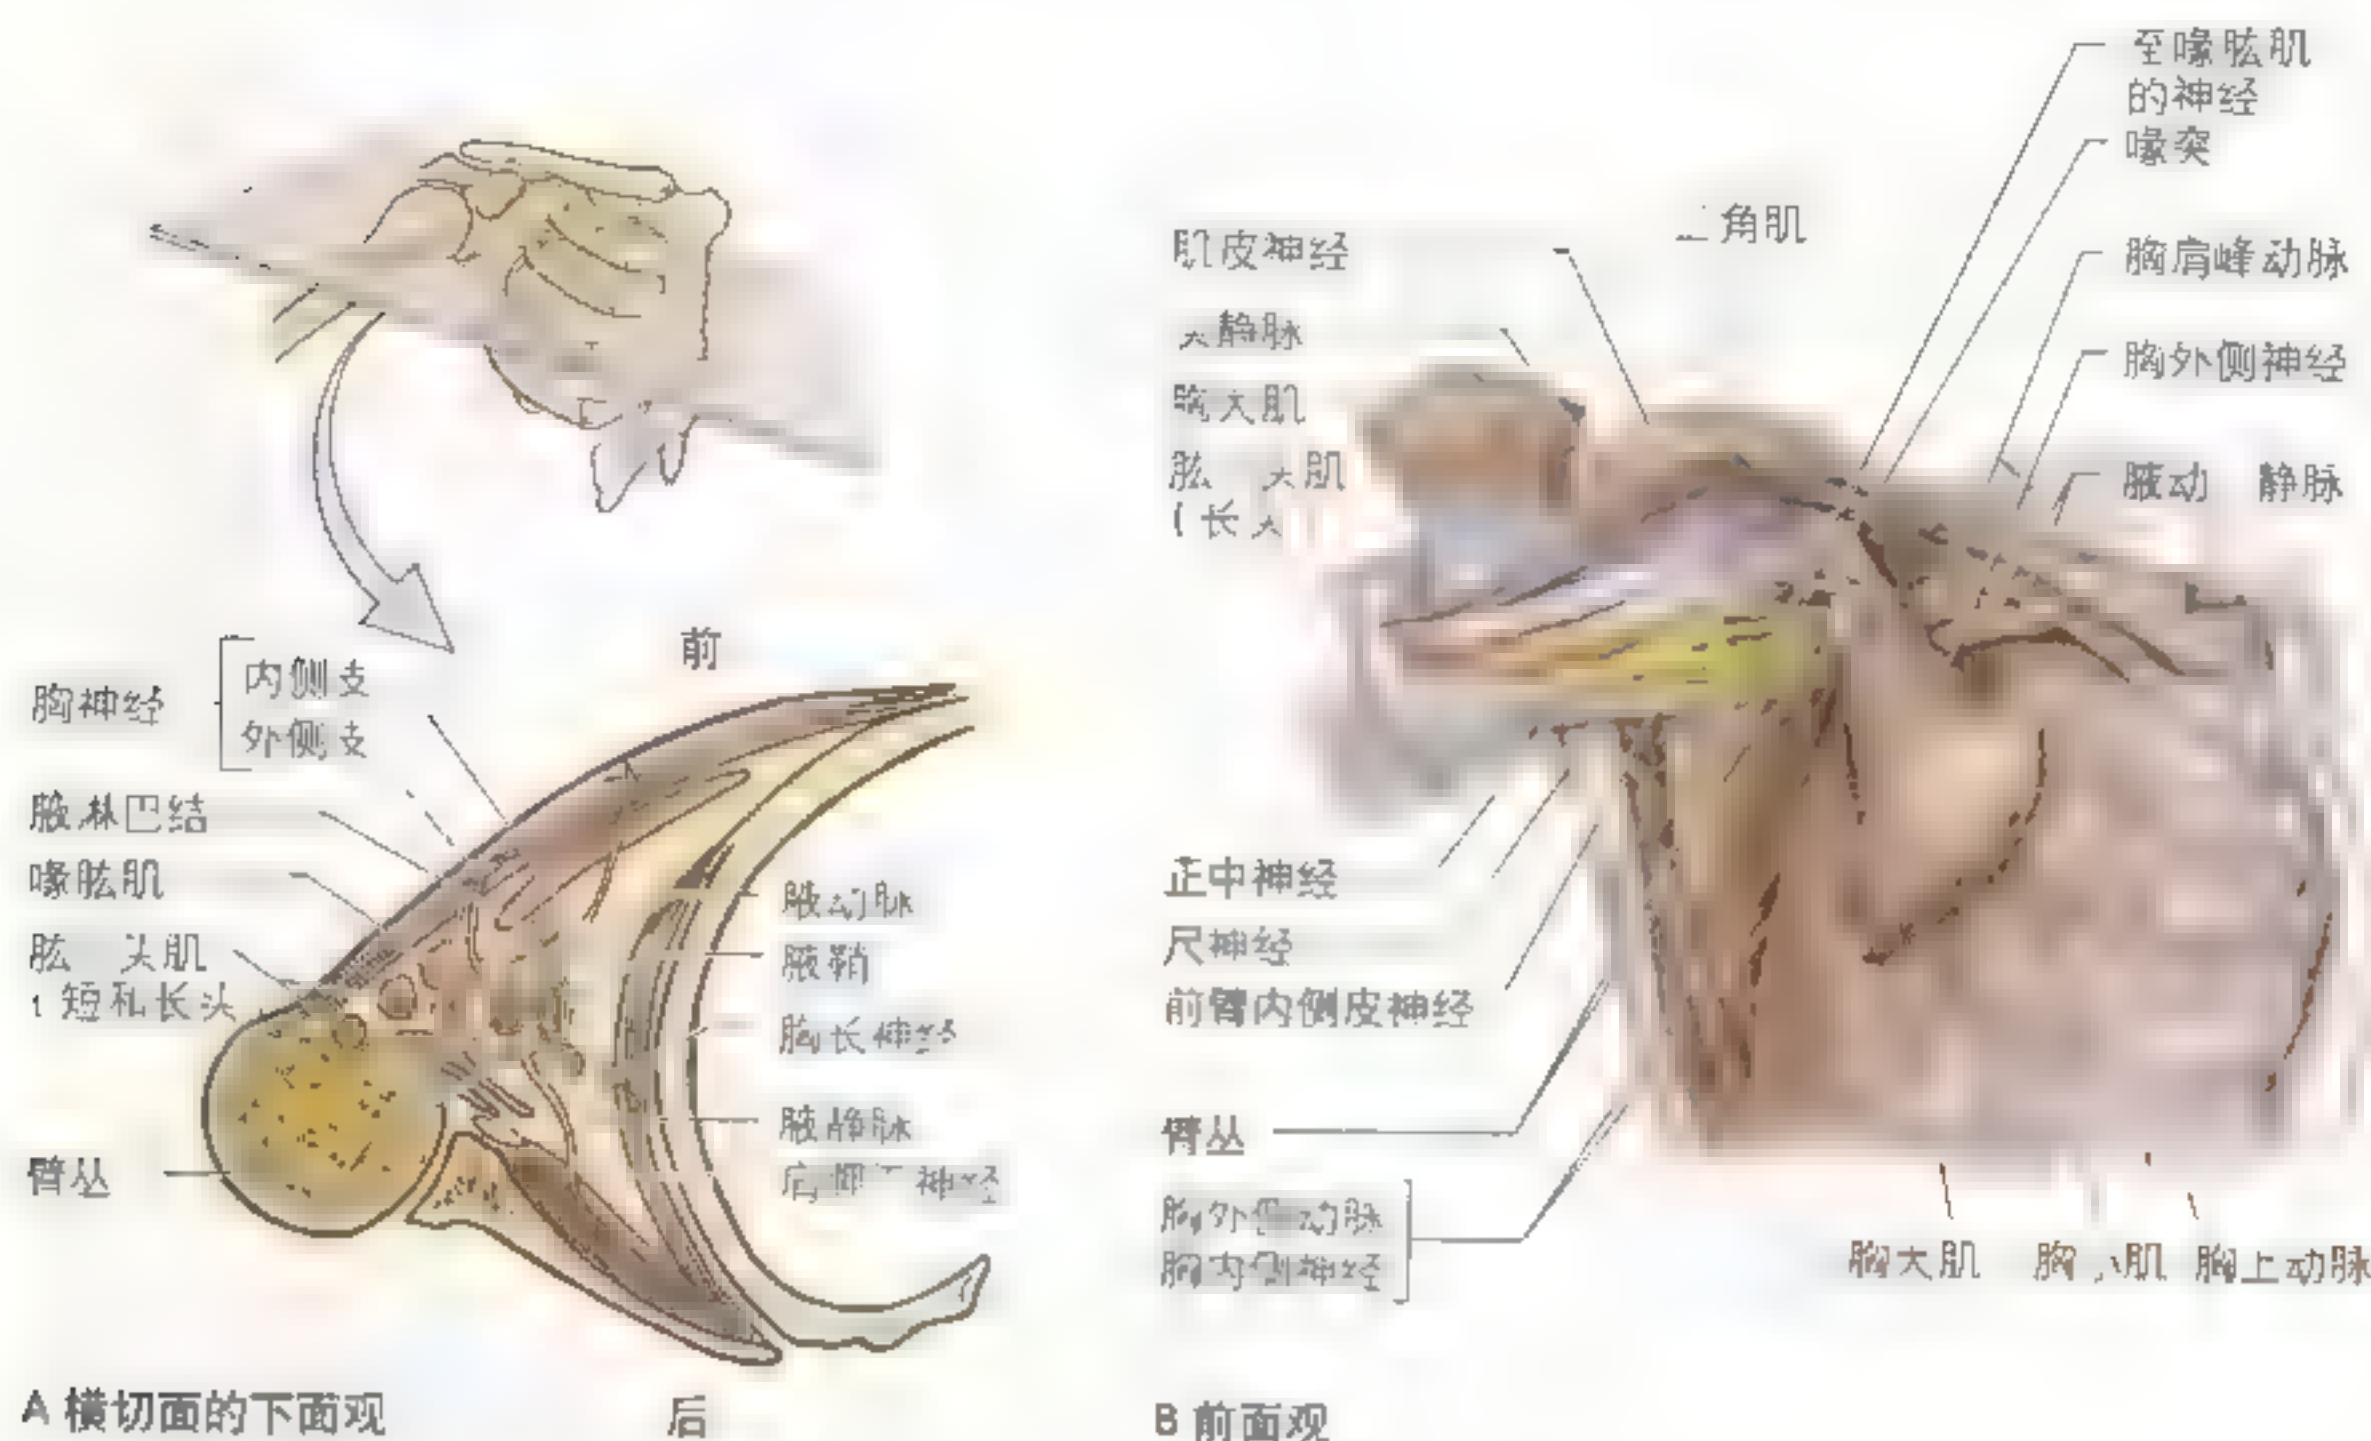 至喙肱肌
的神经
喙突
角肌
肌皮神经
胸肩峰动脉
静脉
胸外侧神经
胸大肌
肱 头肌
腋动 静脉
(长头
前
胸神经
内侧支
外侧支
腋淋巴结
喙肱肌
肱 头肌
短和长头
臂丛
腋动脉
腋鞘
胸长神经
腋静脉
神经
后
A 横切面的下面观
正中神经
尺神经
前臂内侧皮神经
臂丛
胸外侧动脉
胸内侧神经
胸大肌
胸 肌
胸上动脉
B 前面观